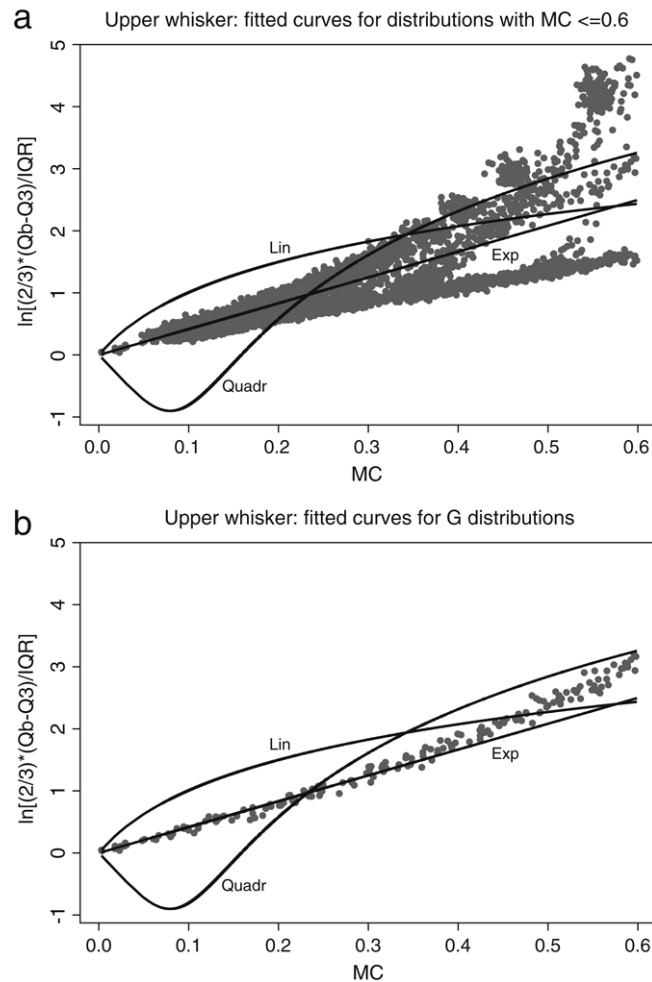 a
Upper whisker: fitted curves for distributions with MC <=0.6
ln[(2/3)*(Qb-Q3)/IQR]
5
4
3
2
1
0
-1
Lin
Exp
Quadr
0.0 0.1 0.2 0.3 0.4 0.5 0.6
MC
b
Upper whisker: fitted curves for G distributions
ln[(2/3)*(Qb-Q3)/IQR]
5
4
3
2
1
0
-1
Lin
Exp
Quadr
0.0 0.1 0.2 0.3 0.4 0.5 0.6
MC